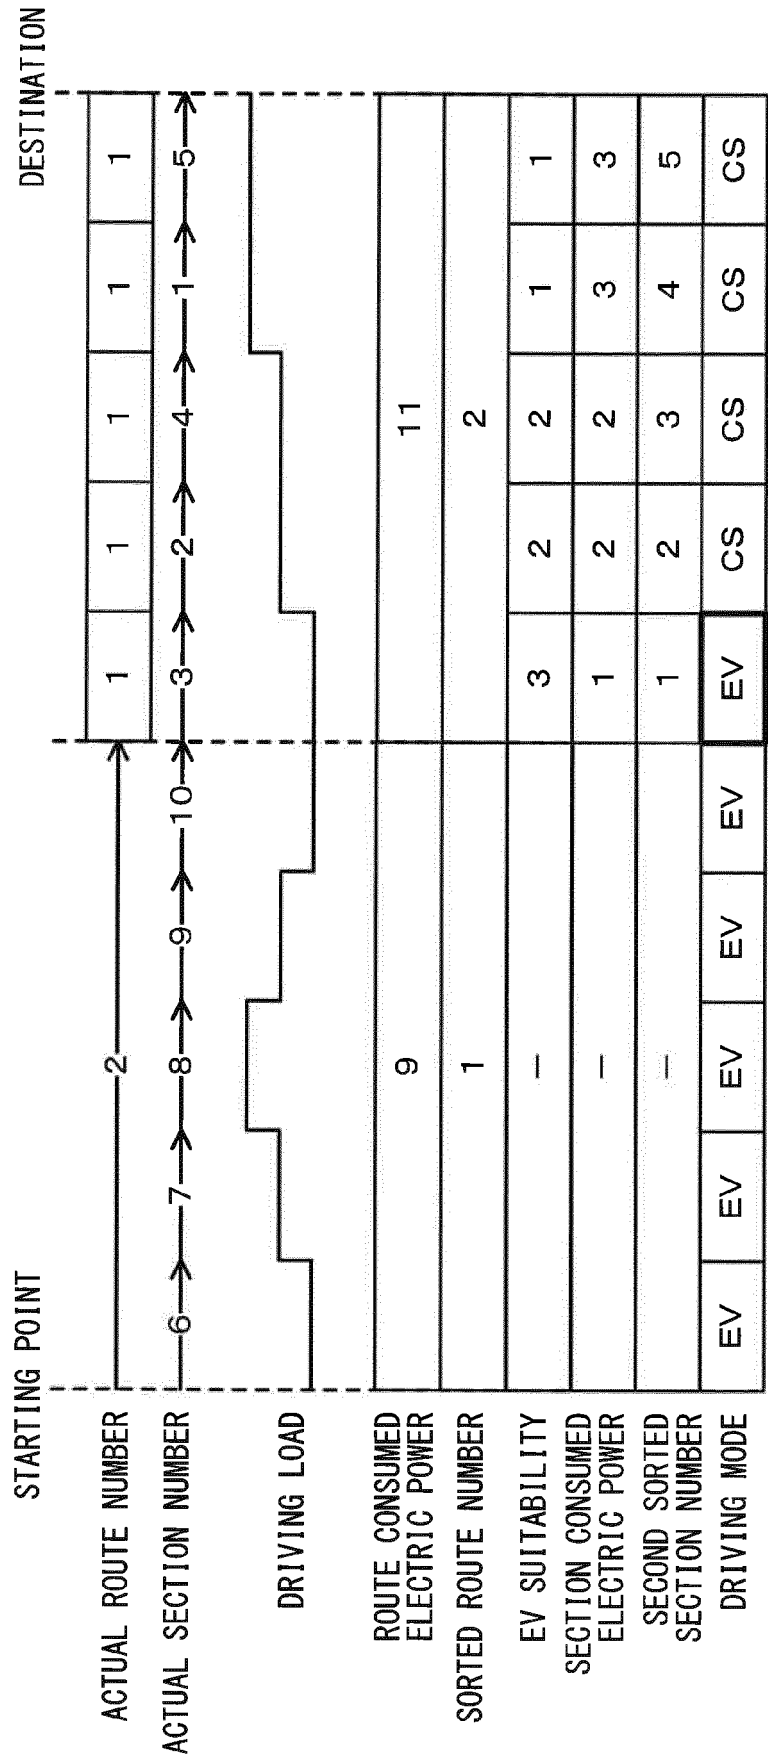 STARTING POINT
DESTINATION
ACTUAL ROUTE NUMBER
2 1 1 1 1 1
ACTUAL SECTION NUMBER
6 7 8 9 10 3 2 4 1 5
DRIVING LOAD
ROUTE CONSUMED
ELECTRIC POWER
9 11
SORTED ROUTE NUMBER
1 2
EV SUITABILITY
– 3 2 2 1 1
SECTION CONSUMED
ELECTRIC POWER
– 1 2 2 3 3
SECOND SORTED
SECTION NUMBER
– 1 2 3 4 5
DRIVING MODE
EV EV EV EV EV EV CS CS CS CS